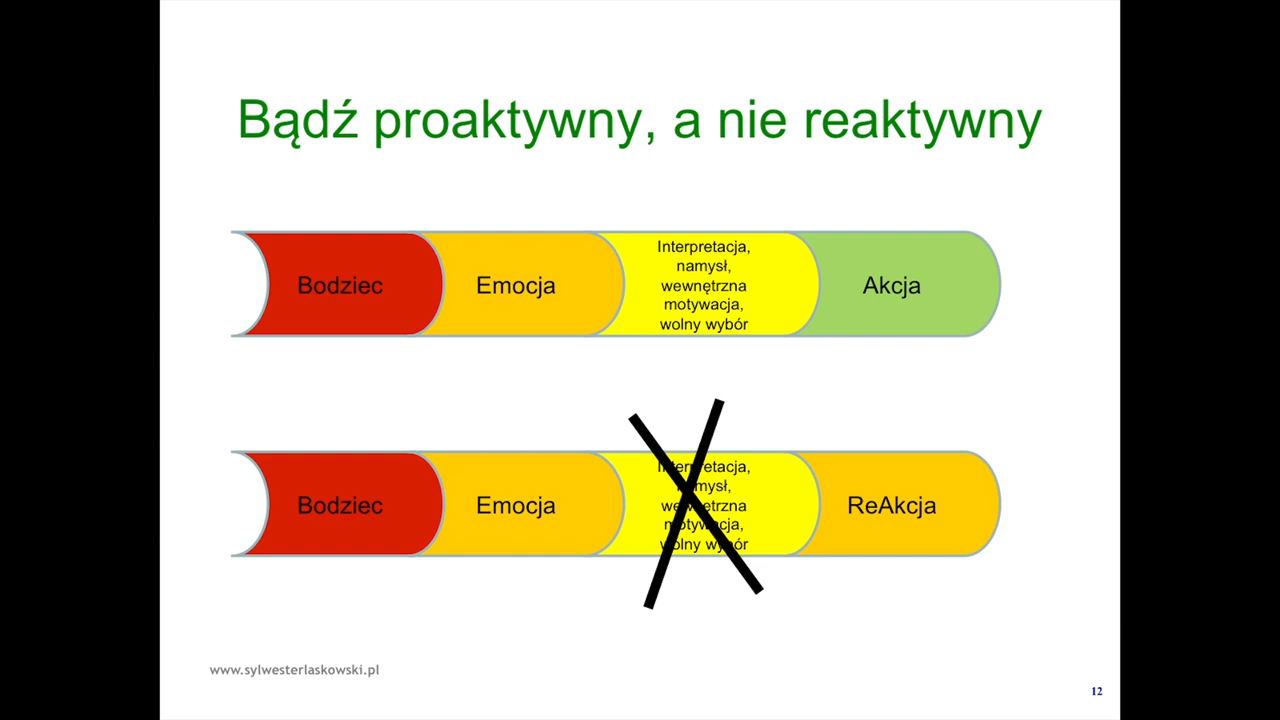 Bądź proaktywny, a nie reaktywny
Bodziec
Emocja
Interpretacja,
namysł,
wewnętrzna
motywacja,
wolny wybór
Akcja
Bodziec
Emocja
Interpretacja,
namysł,
wewnętrzna
motywacja,
wolny wybór
ReAkcja
www.sylwesterlaskowski.pl
12